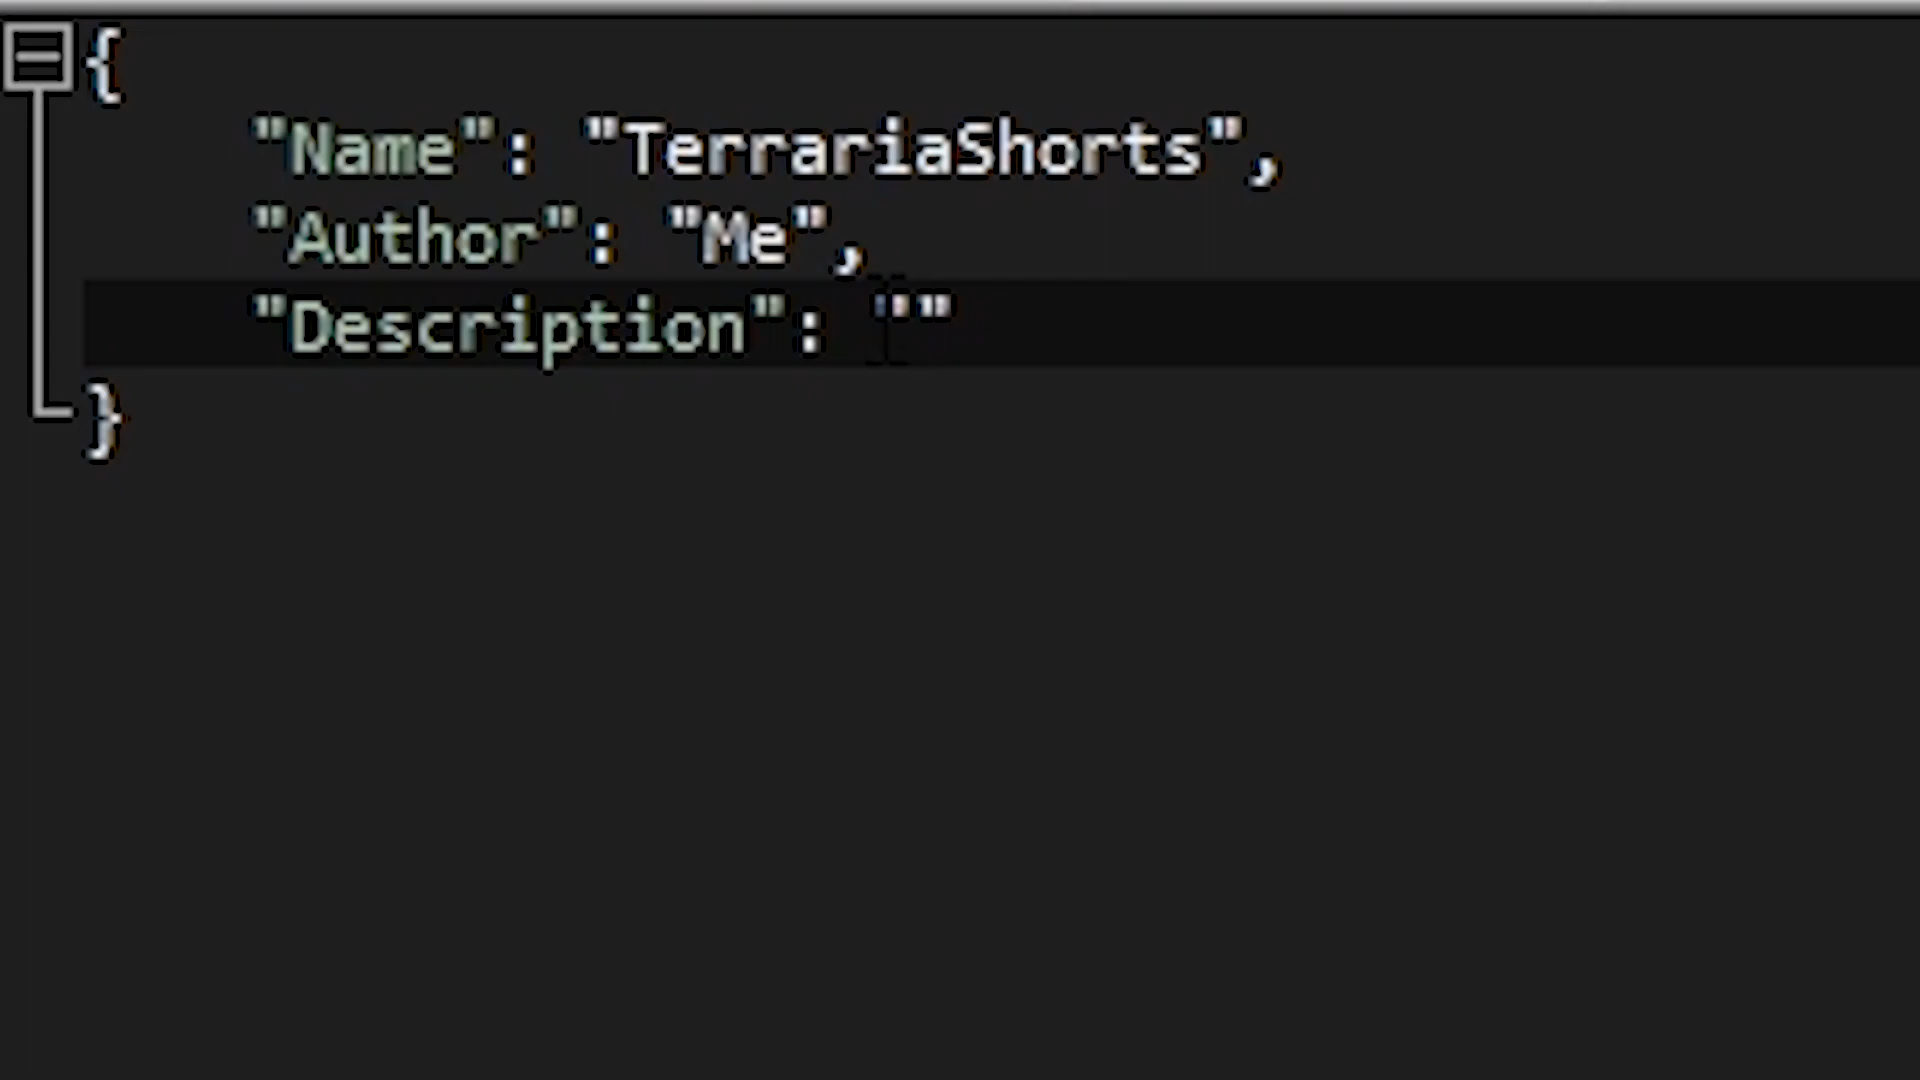 {
"Name": "TerrariaShorts",
"Author": "Me",
"Description": ""
}